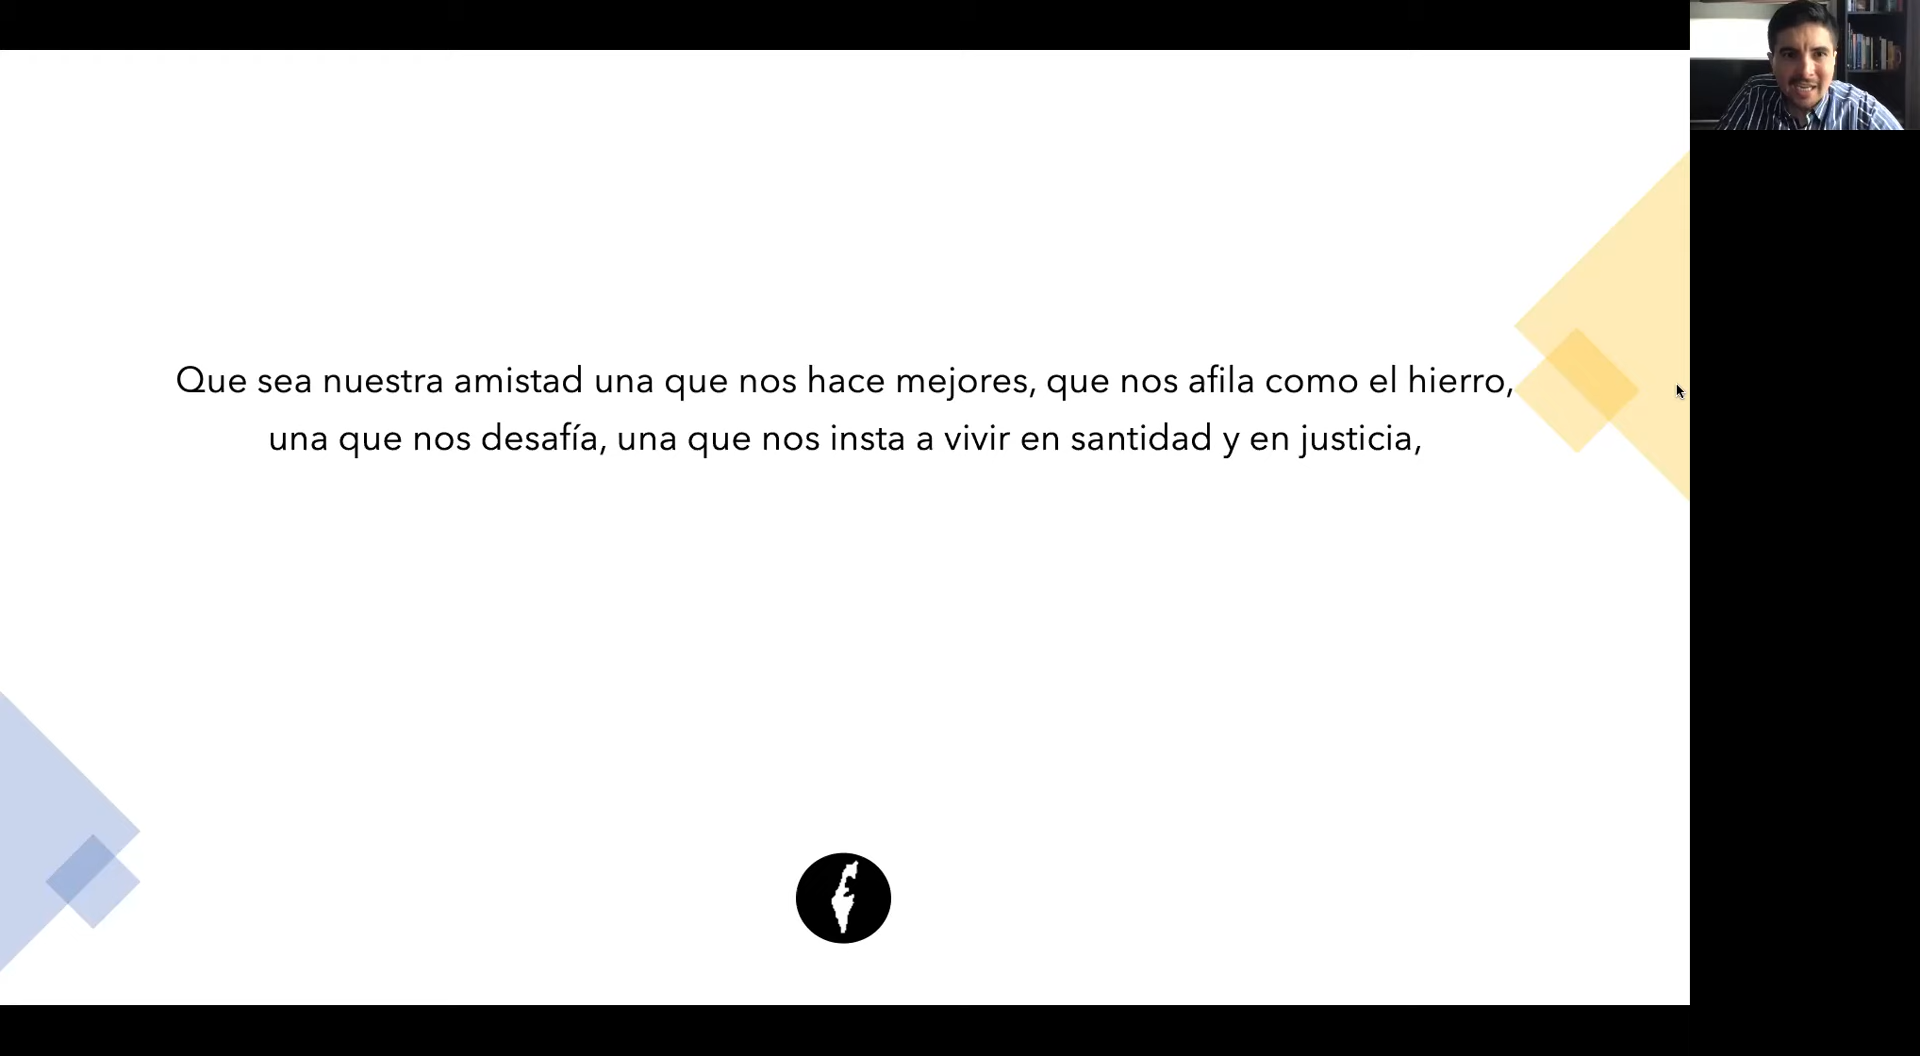 Que sea nuestra amistad una que nos hace mejores, que nos afila como el hierro,
una que nos desafía, una que nos insta a vivir en santidad y en justicia,